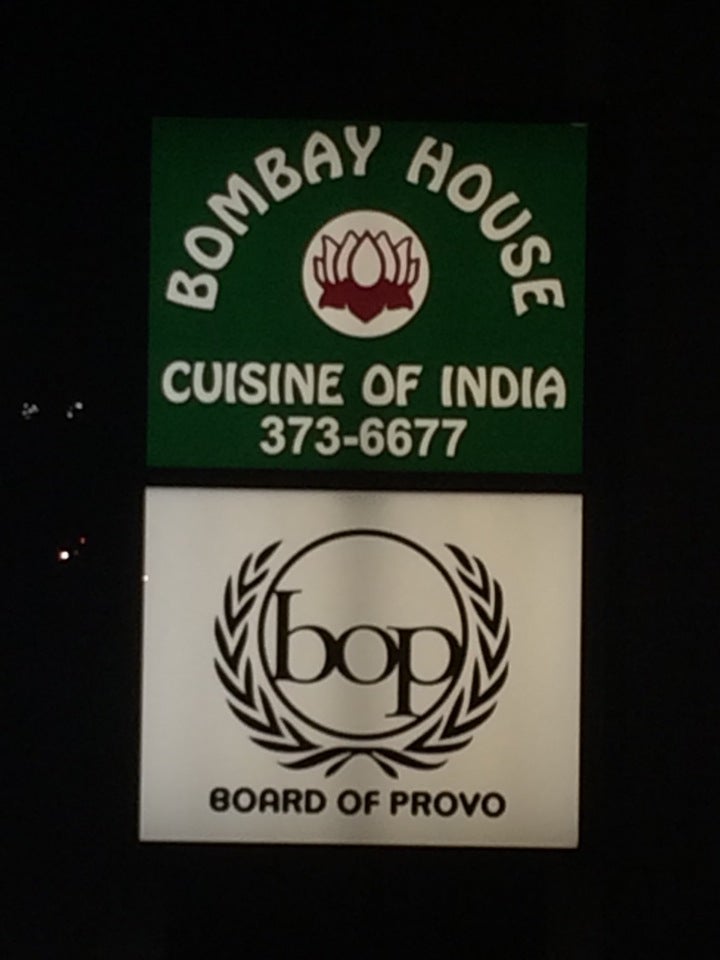 BOMBAY HOUSE
CUISINE OF INDIA
373-6677
bop
BOARD OF PROVO